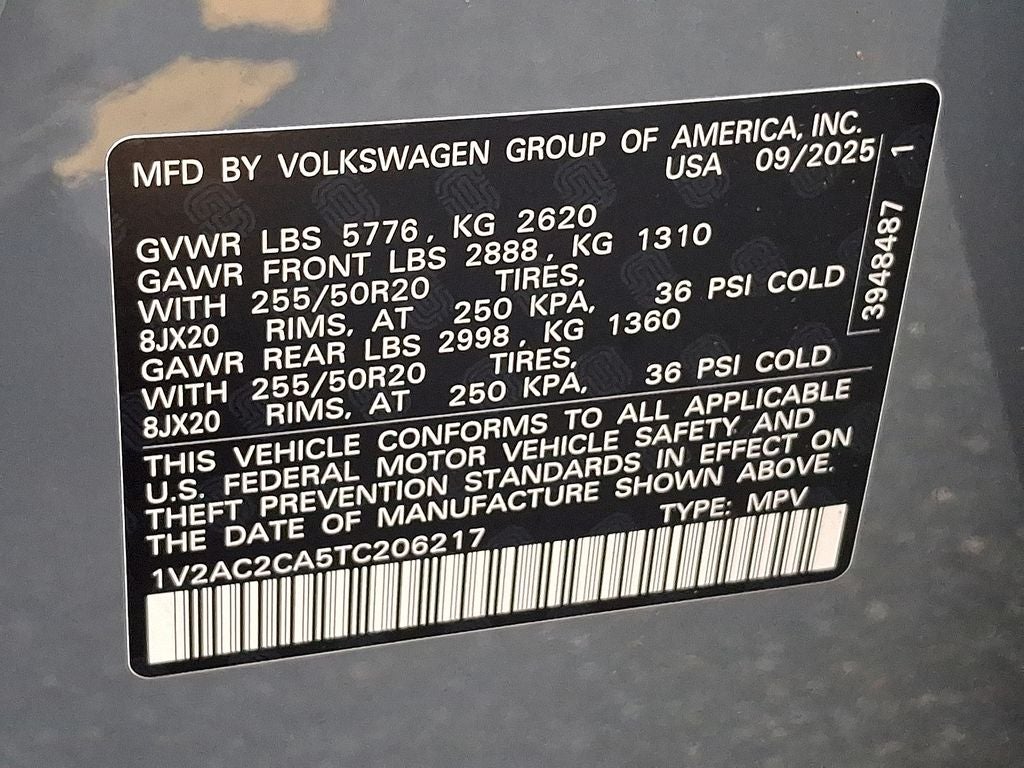 MFD BY VOLKSWAGEN GROUP OF AMERICA, INC.
USA 09/2025
GVWR LBS 5776, KG 2620
GAWR FRONT LBS 2888, KG 1310
WITH 255/50R20 TIRES,
8JX20 RIMS, AT 250 KPA, 36 PSI COLD
GAWR REAR LBS 2998, KG 1360
WITH 255/50R20 TIRES,
8JX20 RIMS, AT 250 KPA, 36 PSI COLD
THIS VEHICLE CONFORMS TO ALL APPLICABLE
U.S. FEDERAL MOTOR VEHICLE SAFETY AND
THEFT PREVENTION STANDARDS IN EFFECT ON
THE DATE OF MANUFACTURE SHOWN ABOVE.
1V2AC2CA5TC206217 TYPE: MPV
3948487 1